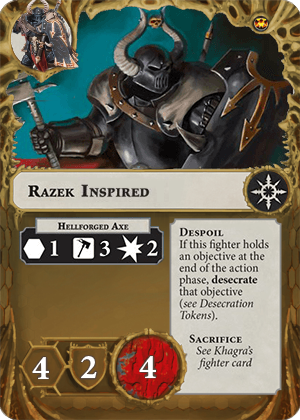 RAZEK INSPIRED
HELLFORGED AXE
1 3 2
DESPOIL
If this fighter holds
an objective at the
end of the action
phase, desecrate
that objective
(see Desecration
Tokens).
SACRIFICE
See Khagra's
fighter card
4 2 4